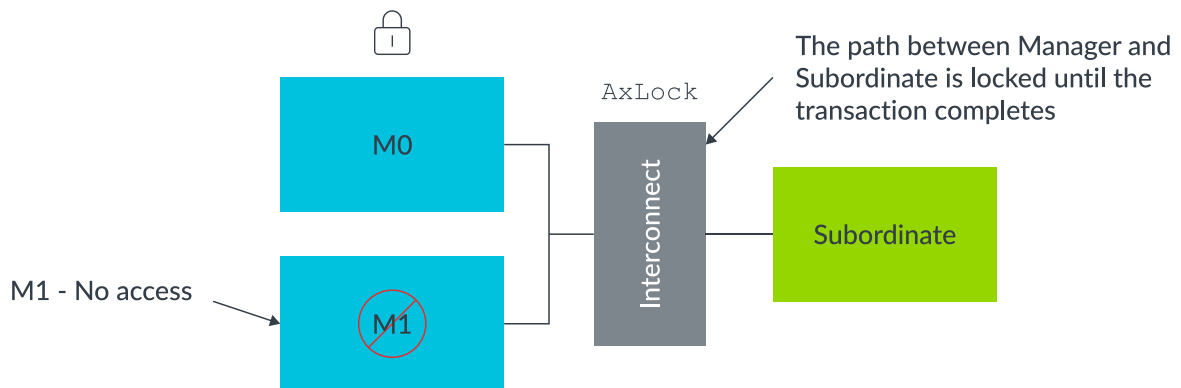 The path between Manager and
Subordinate is locked until the
transaction completes
AxLock
M0
Interconnect
Subordinate
M1 - No access
M1